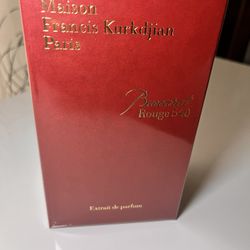 Maison
Francis Kurkdjian
Paris
Baccarat
Rouge 540
Extrait de parfum